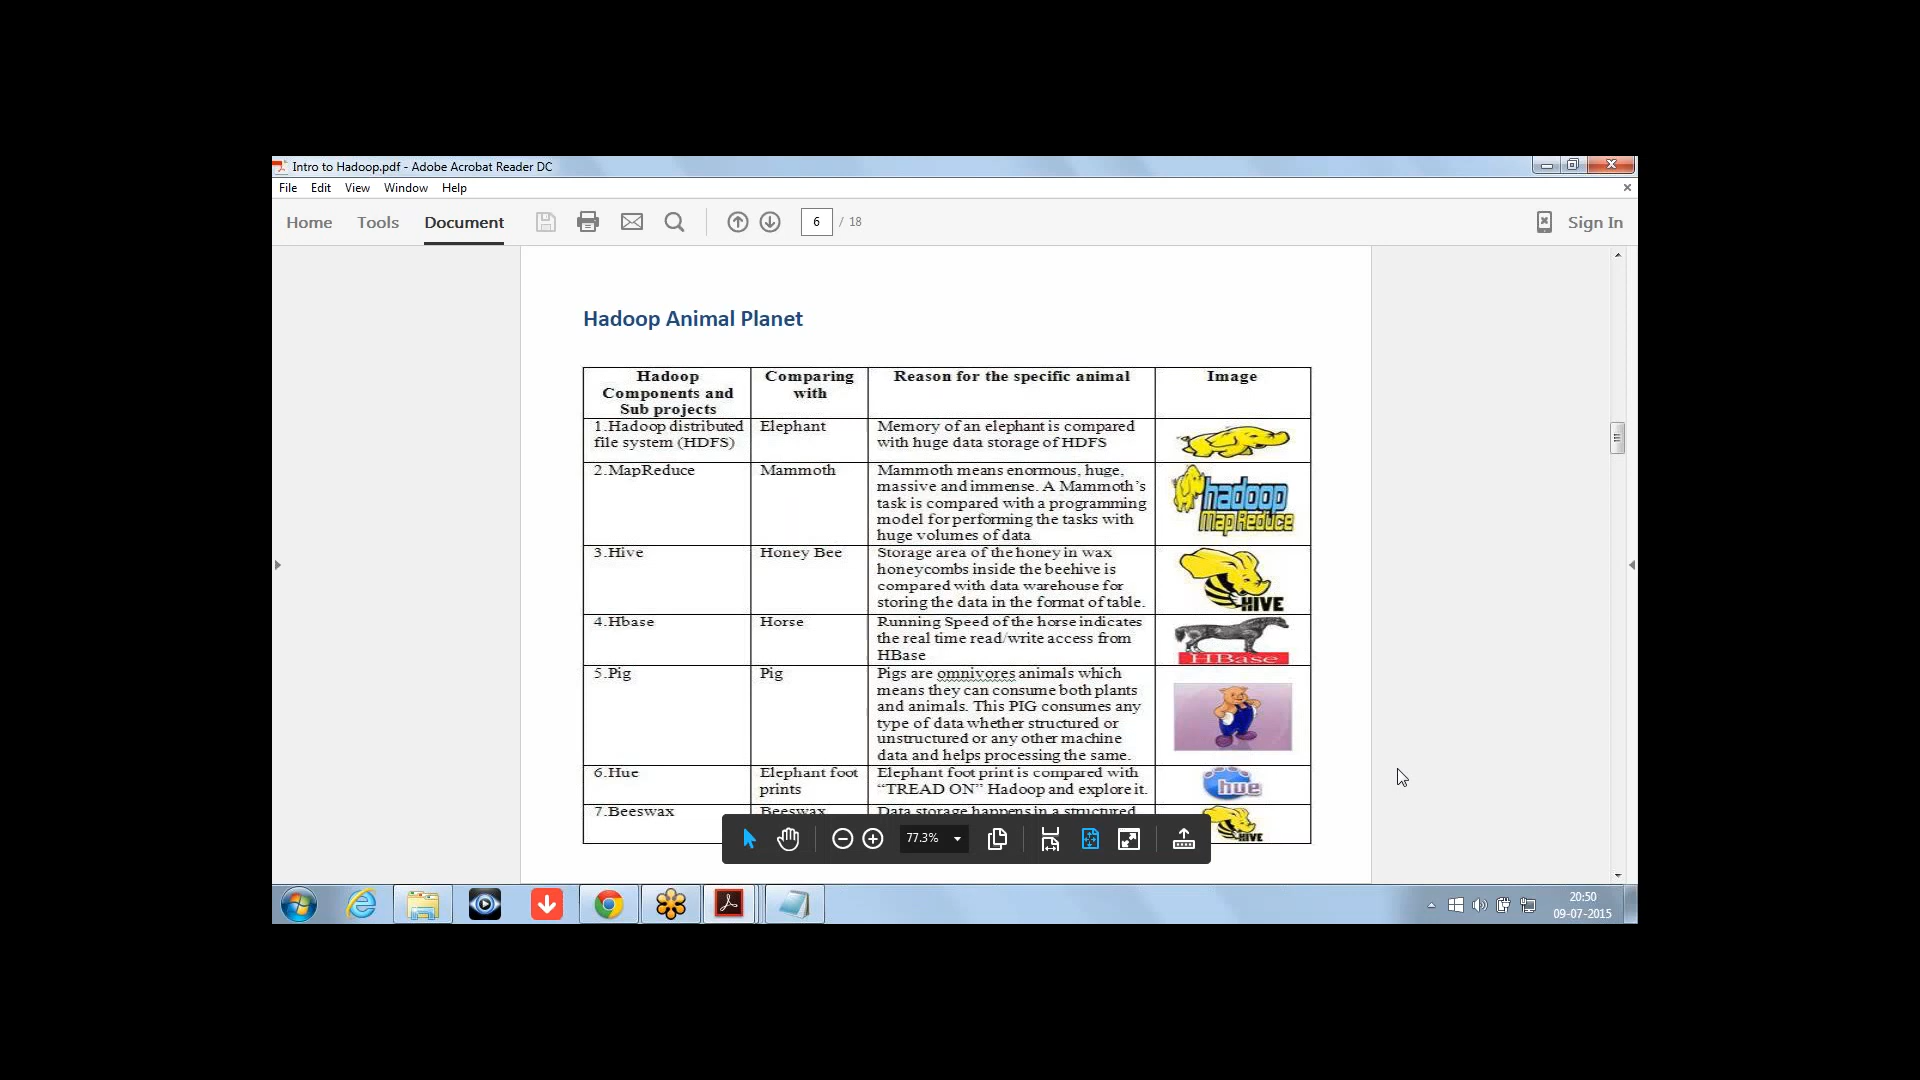 Intro to Hadoop.pdf - Adobe Acrobat Reader DC
File Edit View Window Help
Home Tools Document 6 / 18 Sign In
Hadoop Animal Planet
Hadoop Components and Sub projects
Comparing with
Reason for the specific animal
Image
1.Hadoop distributed
file system (HDFS)
Elephant
Memory of an elephant is compared
with huge data storage of HDFS
2.MapReduce
Mammoth
Mammoth means enormous, huge,
massive and immense. A Mammoth's
task is compared with a programming
model for performing the tasks with
huge volumes of data
hadoop
Map Reduce
3.Hive
Honey Bee
Storage area of the honey in wax
honeycombs inside the beehive is
compared with data warehouse for
storing the data in the format of table.
HIVE
4.Hbase
Horse
Running Speed of the horse indicates
the real time read/write access from
HBase
HBase
5.Pig
Pig
Pigs are omnivores animals which
means they can consume both plants
and animals. This PIG consumes any
type of data whether structured or
unstructured or any other machine
data and helps processing the same.
6.Hue
Elephant foot
prints
Elephant foot print is compared with
“TREAD ON” Hadoop and explore it.
hue
7.Beeswax
Beeswax
Data storage happens in a structured
HIVE
77.3%
20:50
09-07-2015